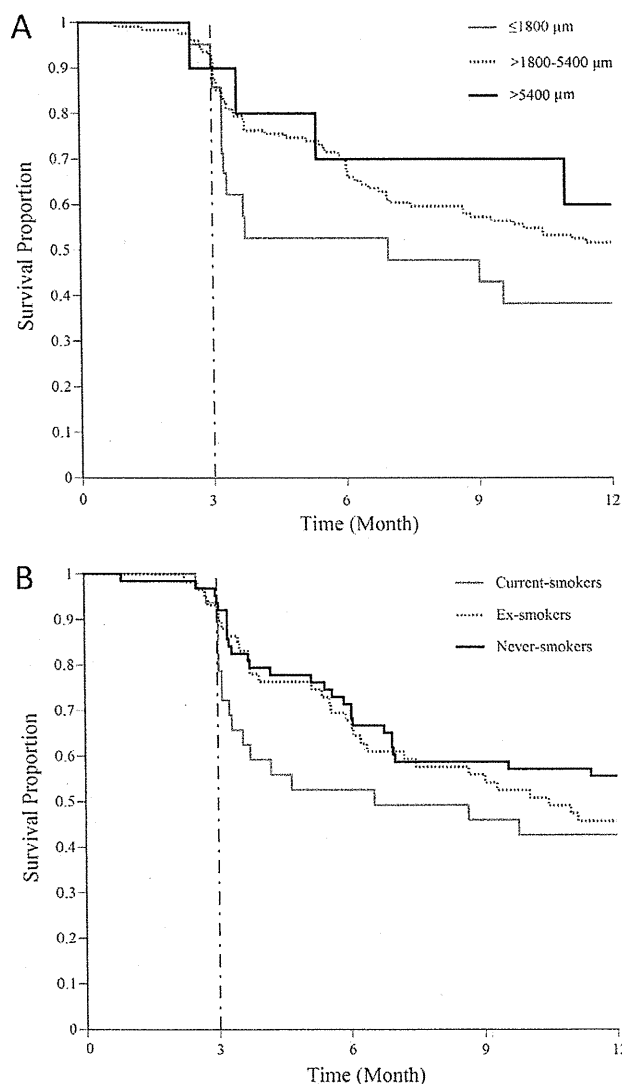 A
≤1800 μm
>1800-5400 μm
>5400 μm
Survival Proportion
1
0.9
0.8
0.7
0.6
0.5
0.4
0.3
0.2
0.1
0
0 3 6 9 12
Time (Month)
B
Current-smokers
Ex-smokers
Never-smokers
Survival Proportion
1
0.9
0.8
0.7
0.6
0.5
0.4
0.3
0.2
0.1
0
0 3 6 9 12
Time (Month)